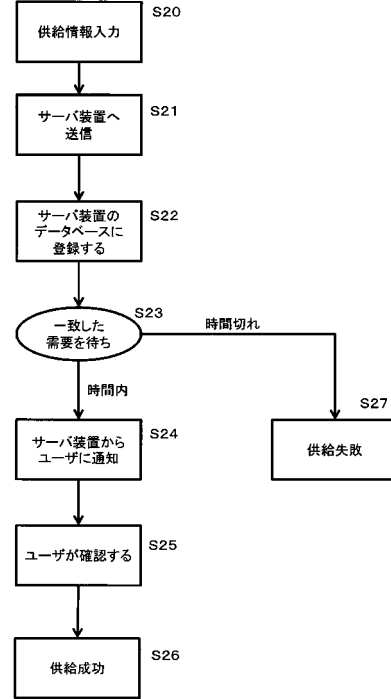 S20
供給情報入力
S21
サーバ装置へ
送信
S22
サーバ装置の
データベースに
登録する
S23
一致した
需要を待ち
時間切れ
時間内
S27
供給失敗
S24
サーバ装置から
ユーザに通知
S25
ユーザが確認する
S26
供給成功